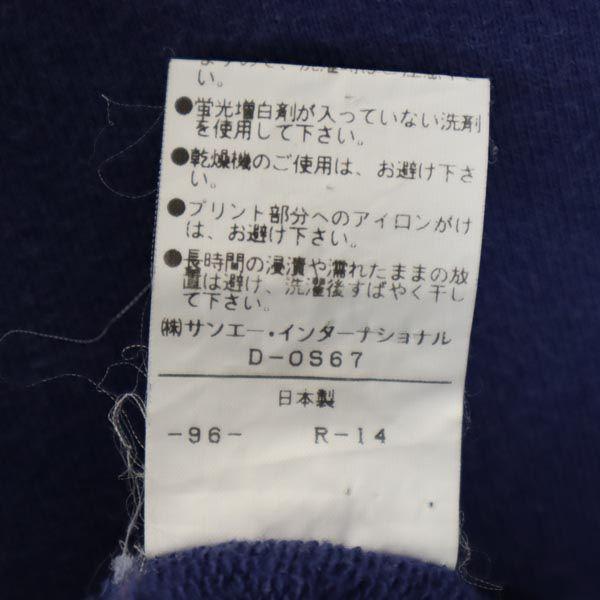 い。
●蛍光増白剤が入っていない洗剤
を使用して下さい。
●乾燥機のご使用は、お避け下さ
い。
●プリント部分へのアイロンがけ
は、お避け下さい。
●長時間の浸漬や濡れたままの放
置は避け、洗濯後すばやく干し
て下さい。
㈱サンエー・インターナショナル
D-OS67
日本製
-96- R-14